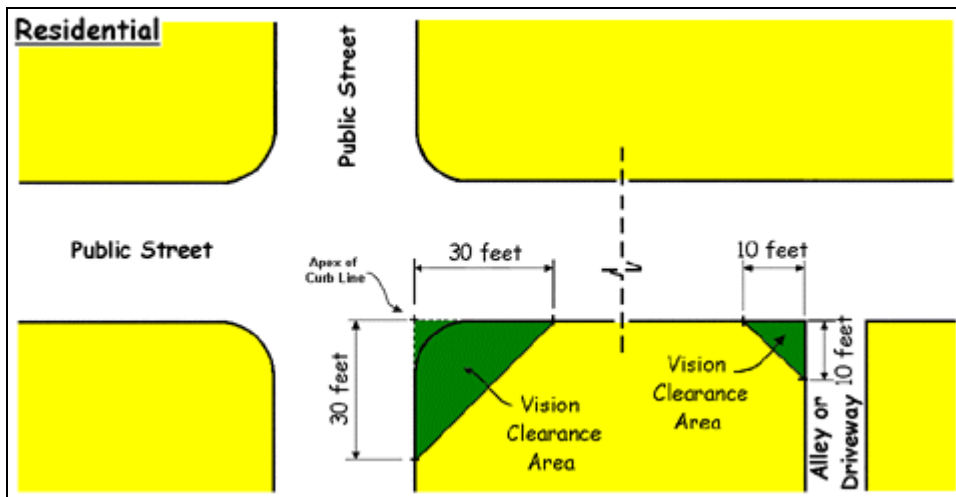 Residential
Public Street
Public Street
Apex of
Curb Line
30 feet
10 feet
30 feet
Vision
Clearance
Area
Vision
Clearance
Area
10 feet
Alley or
Driveway